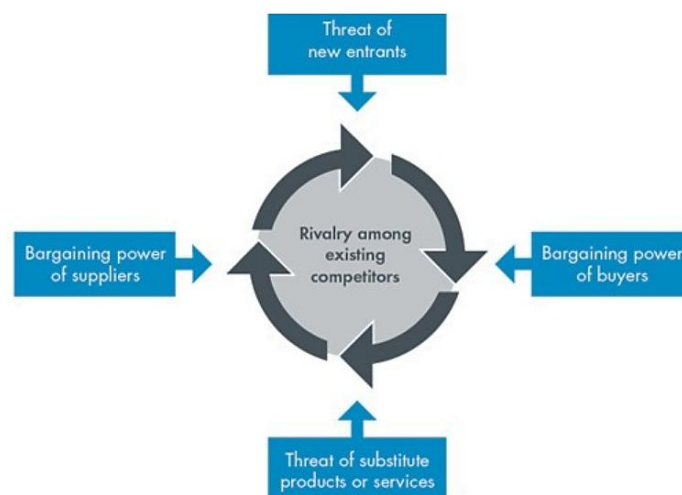 Threat of
new entrants
Bargaining power
of suppliers
Rivalry among
existing
competitors
Bargaining power
of buyers
Threat of substitute
products or services